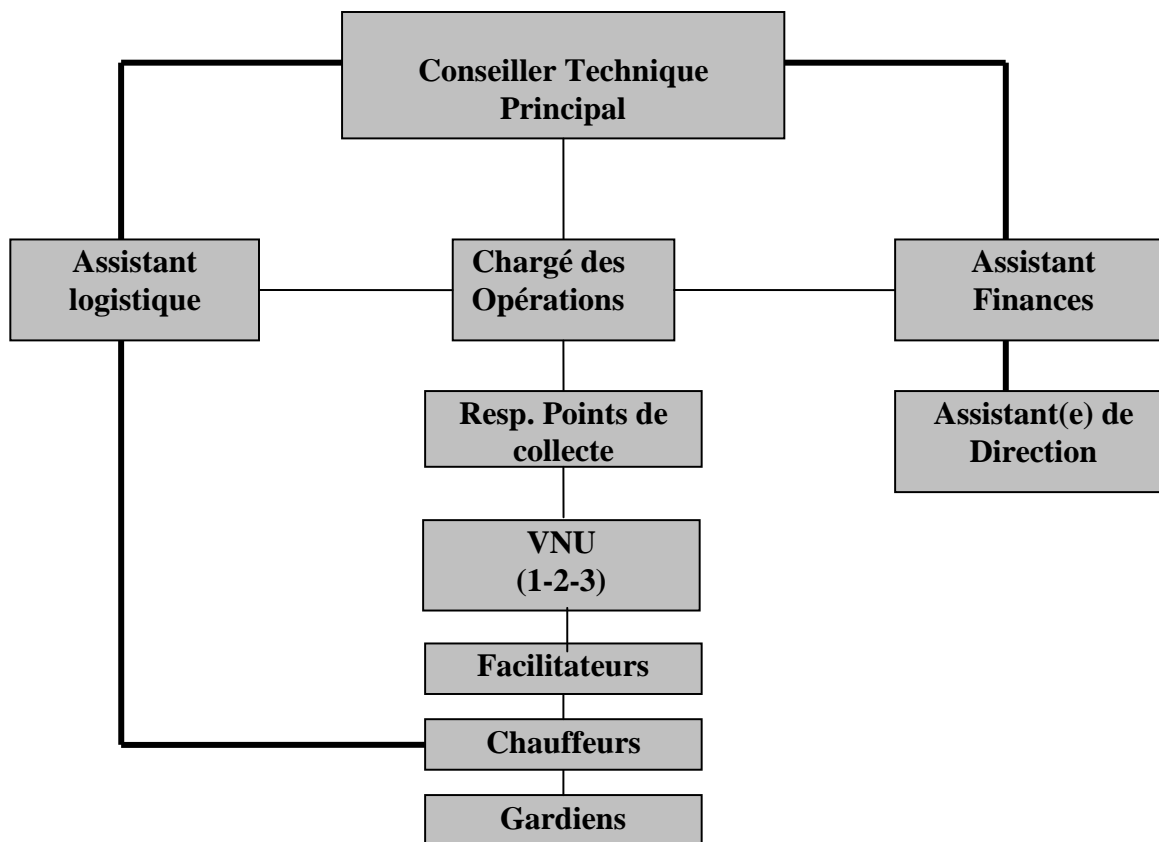 Conseiller Technique
Principal
Assistant
logistique
Chargé des
Opérations
Assistant
Finances
Resp. Points de
collecte
Assistant(e) de
Direction
VNU
(1-2-3)
Facilitateurs
Chauffeurs
Gardiens